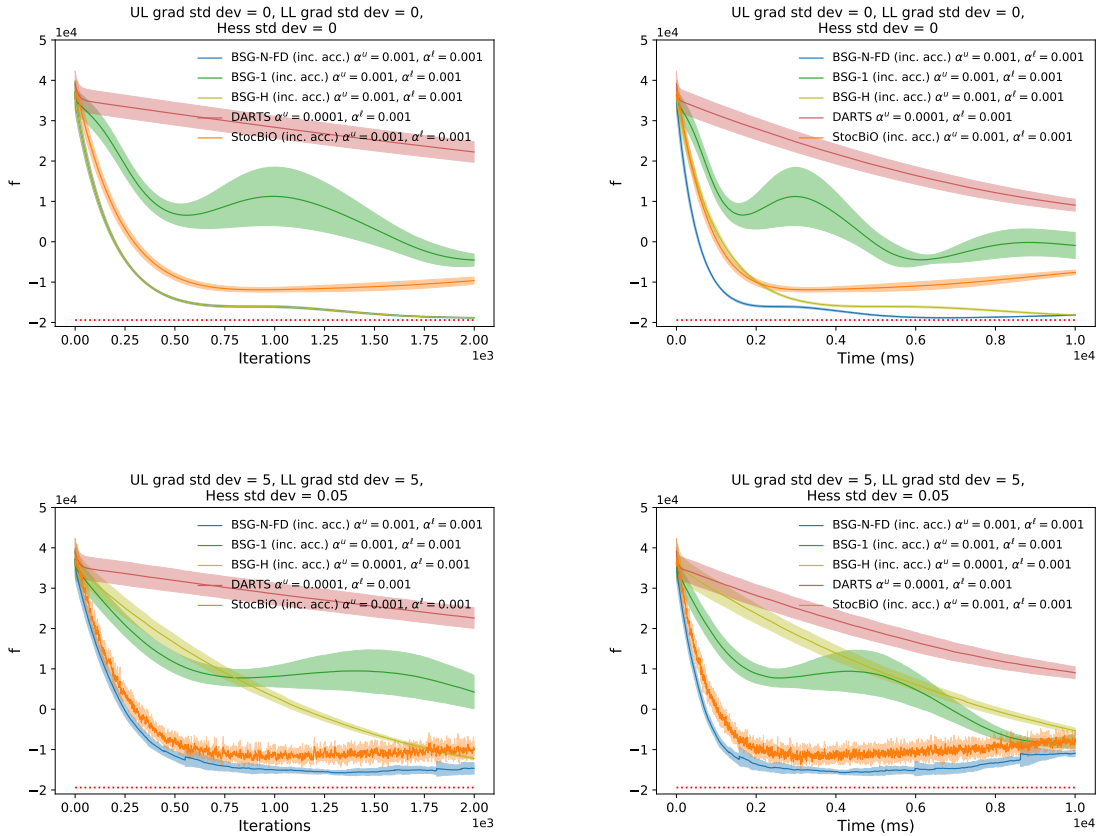 UL grad std dev = 0, LL grad std dev = 0,
Hess std dev = 0
1e4
5
4
3
2
1
0
−1
−2
f
BSG-N-FD (inc. acc.) αᵘ = 0.001, αˡ = 0.001
BSG-1 (inc. acc.) αᵘ = 0.001, αˡ = 0.001
BSG-H (inc. acc.) αᵘ = 0.001, αˡ = 0.001
DARTS αᵘ = 0.0001, αˡ = 0.001
StocBiO (inc. acc.) αᵘ = 0.001, αˡ = 0.001
0.00 0.25 0.50 0.75 1.00 1.25 1.50 1.75 2.00
Iterations
1e3
UL grad std dev = 0, LL grad std dev = 0,
Hess std dev = 0
1e4
5
4
3
2
1
0
−1
−2
f
BSG-N-FD (inc. acc.) αᵘ = 0.001, αˡ = 0.001
BSG-1 (inc. acc.) αᵘ = 0.001, αˡ = 0.001
BSG-H (inc. acc.) αᵘ = 0.001, αˡ = 0.001
DARTS αᵘ = 0.0001, αˡ = 0.001
StocBiO (inc. acc.) αᵘ = 0.001, αˡ = 0.001
0.0 0.2 0.4 0.6 0.8 1.0
Time (ms)
1e4
UL grad std dev = 5, LL grad std dev = 5,
Hess std dev = 0.05
1e4
5
4
3
2
1
0
−1
−2
f
BSG-N-FD (inc. acc.) αᵘ = 0.001, αˡ = 0.001
BSG-1 (inc. acc.) αᵘ = 0.001, αˡ = 0.001
BSG-H (inc. acc.) αᵘ = 0.0001, αˡ = 0.001
DARTS αᵘ = 0.0001, αˡ = 0.001
StocBiO (inc. acc.) αᵘ = 0.001, αˡ = 0.001
0.00 0.25 0.50 0.75 1.00 1.25 1.50 1.75 2.00
Iterations
1e3
UL grad std dev = 5, LL grad std dev = 5,
Hess std dev = 0.05
1e4
5
4
3
2
1
0
−1
−2
f
BSG-N-FD (inc. acc.) αᵘ = 0.001, αˡ = 0.001
BSG-1 (inc. acc.) αᵘ = 0.001, αˡ = 0.001
BSG-H (inc. acc.) αᵘ = 0.0001, αˡ = 0.001
DARTS αᵘ = 0.0001, αˡ = 0.001
StocBiO (inc. acc.) αᵘ = 0.001, αˡ = 0.001
0.0 0.2 0.4 0.6 0.8 1.0
Time (ms)
1e4